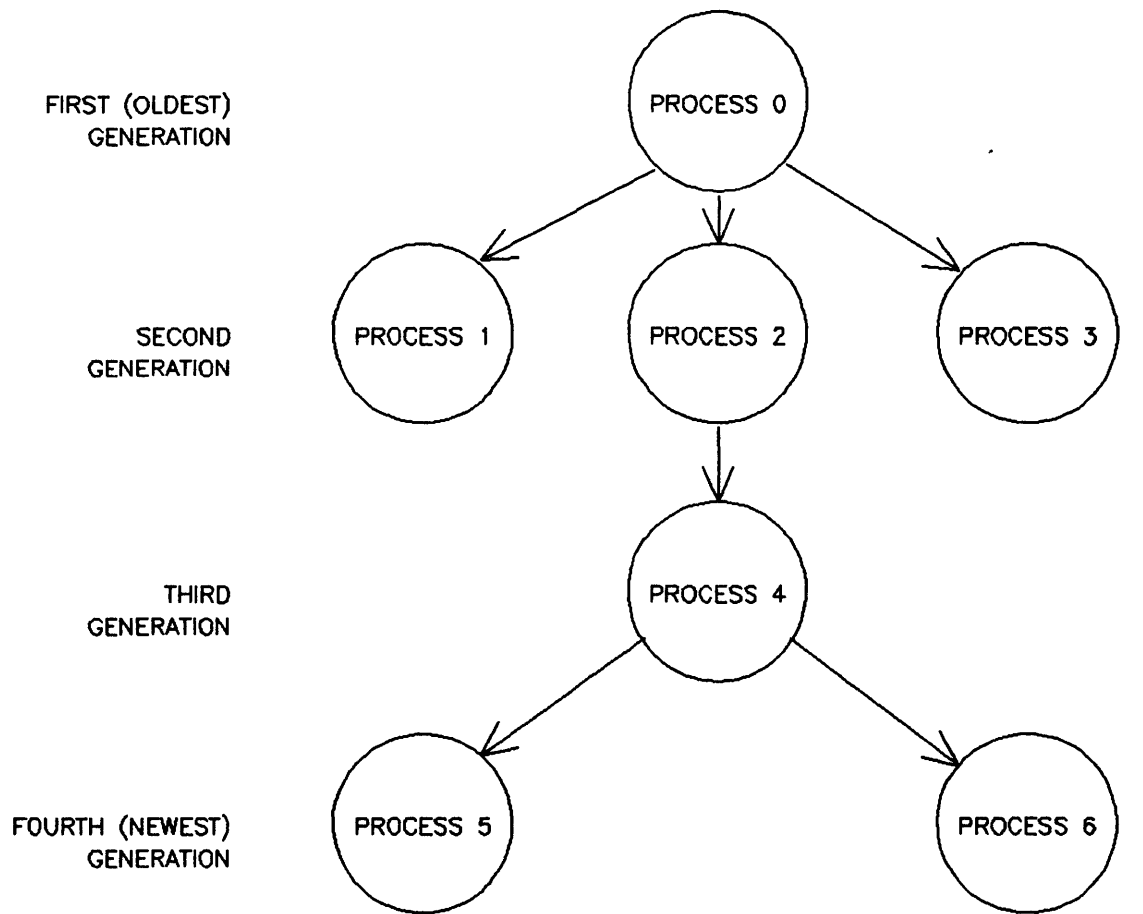 FIRST (OLDEST)
GENERATION
PROCESS 0
SECOND
GENERATION
PROCESS 1
PROCESS 2
PROCESS 3
THIRD
GENERATION
PROCESS 4
FOURTH (NEWEST)
GENERATION
PROCESS 5
PROCESS 6